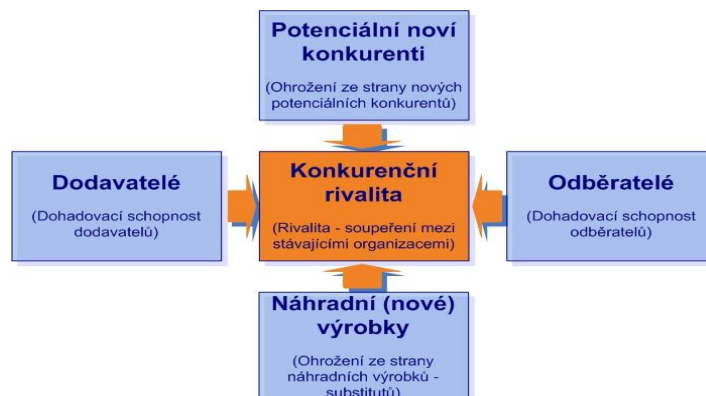 Potenciální noví
konkurenti
(Ohrožení ze strany nových
potenciálních konkurentů)
Dodavatelé
(Dohadovací schopnost
dodavatelů)
Konkurenční
rivalita
(Rivalita - soupeření mezi
stávajícími organizacemi)
Odběratelé
(Dohadovací schopnost
odběratelů)
Náhradní (nové)
výrobky
(Ohrožení ze strany
náhradních výrobků -
substitutů)